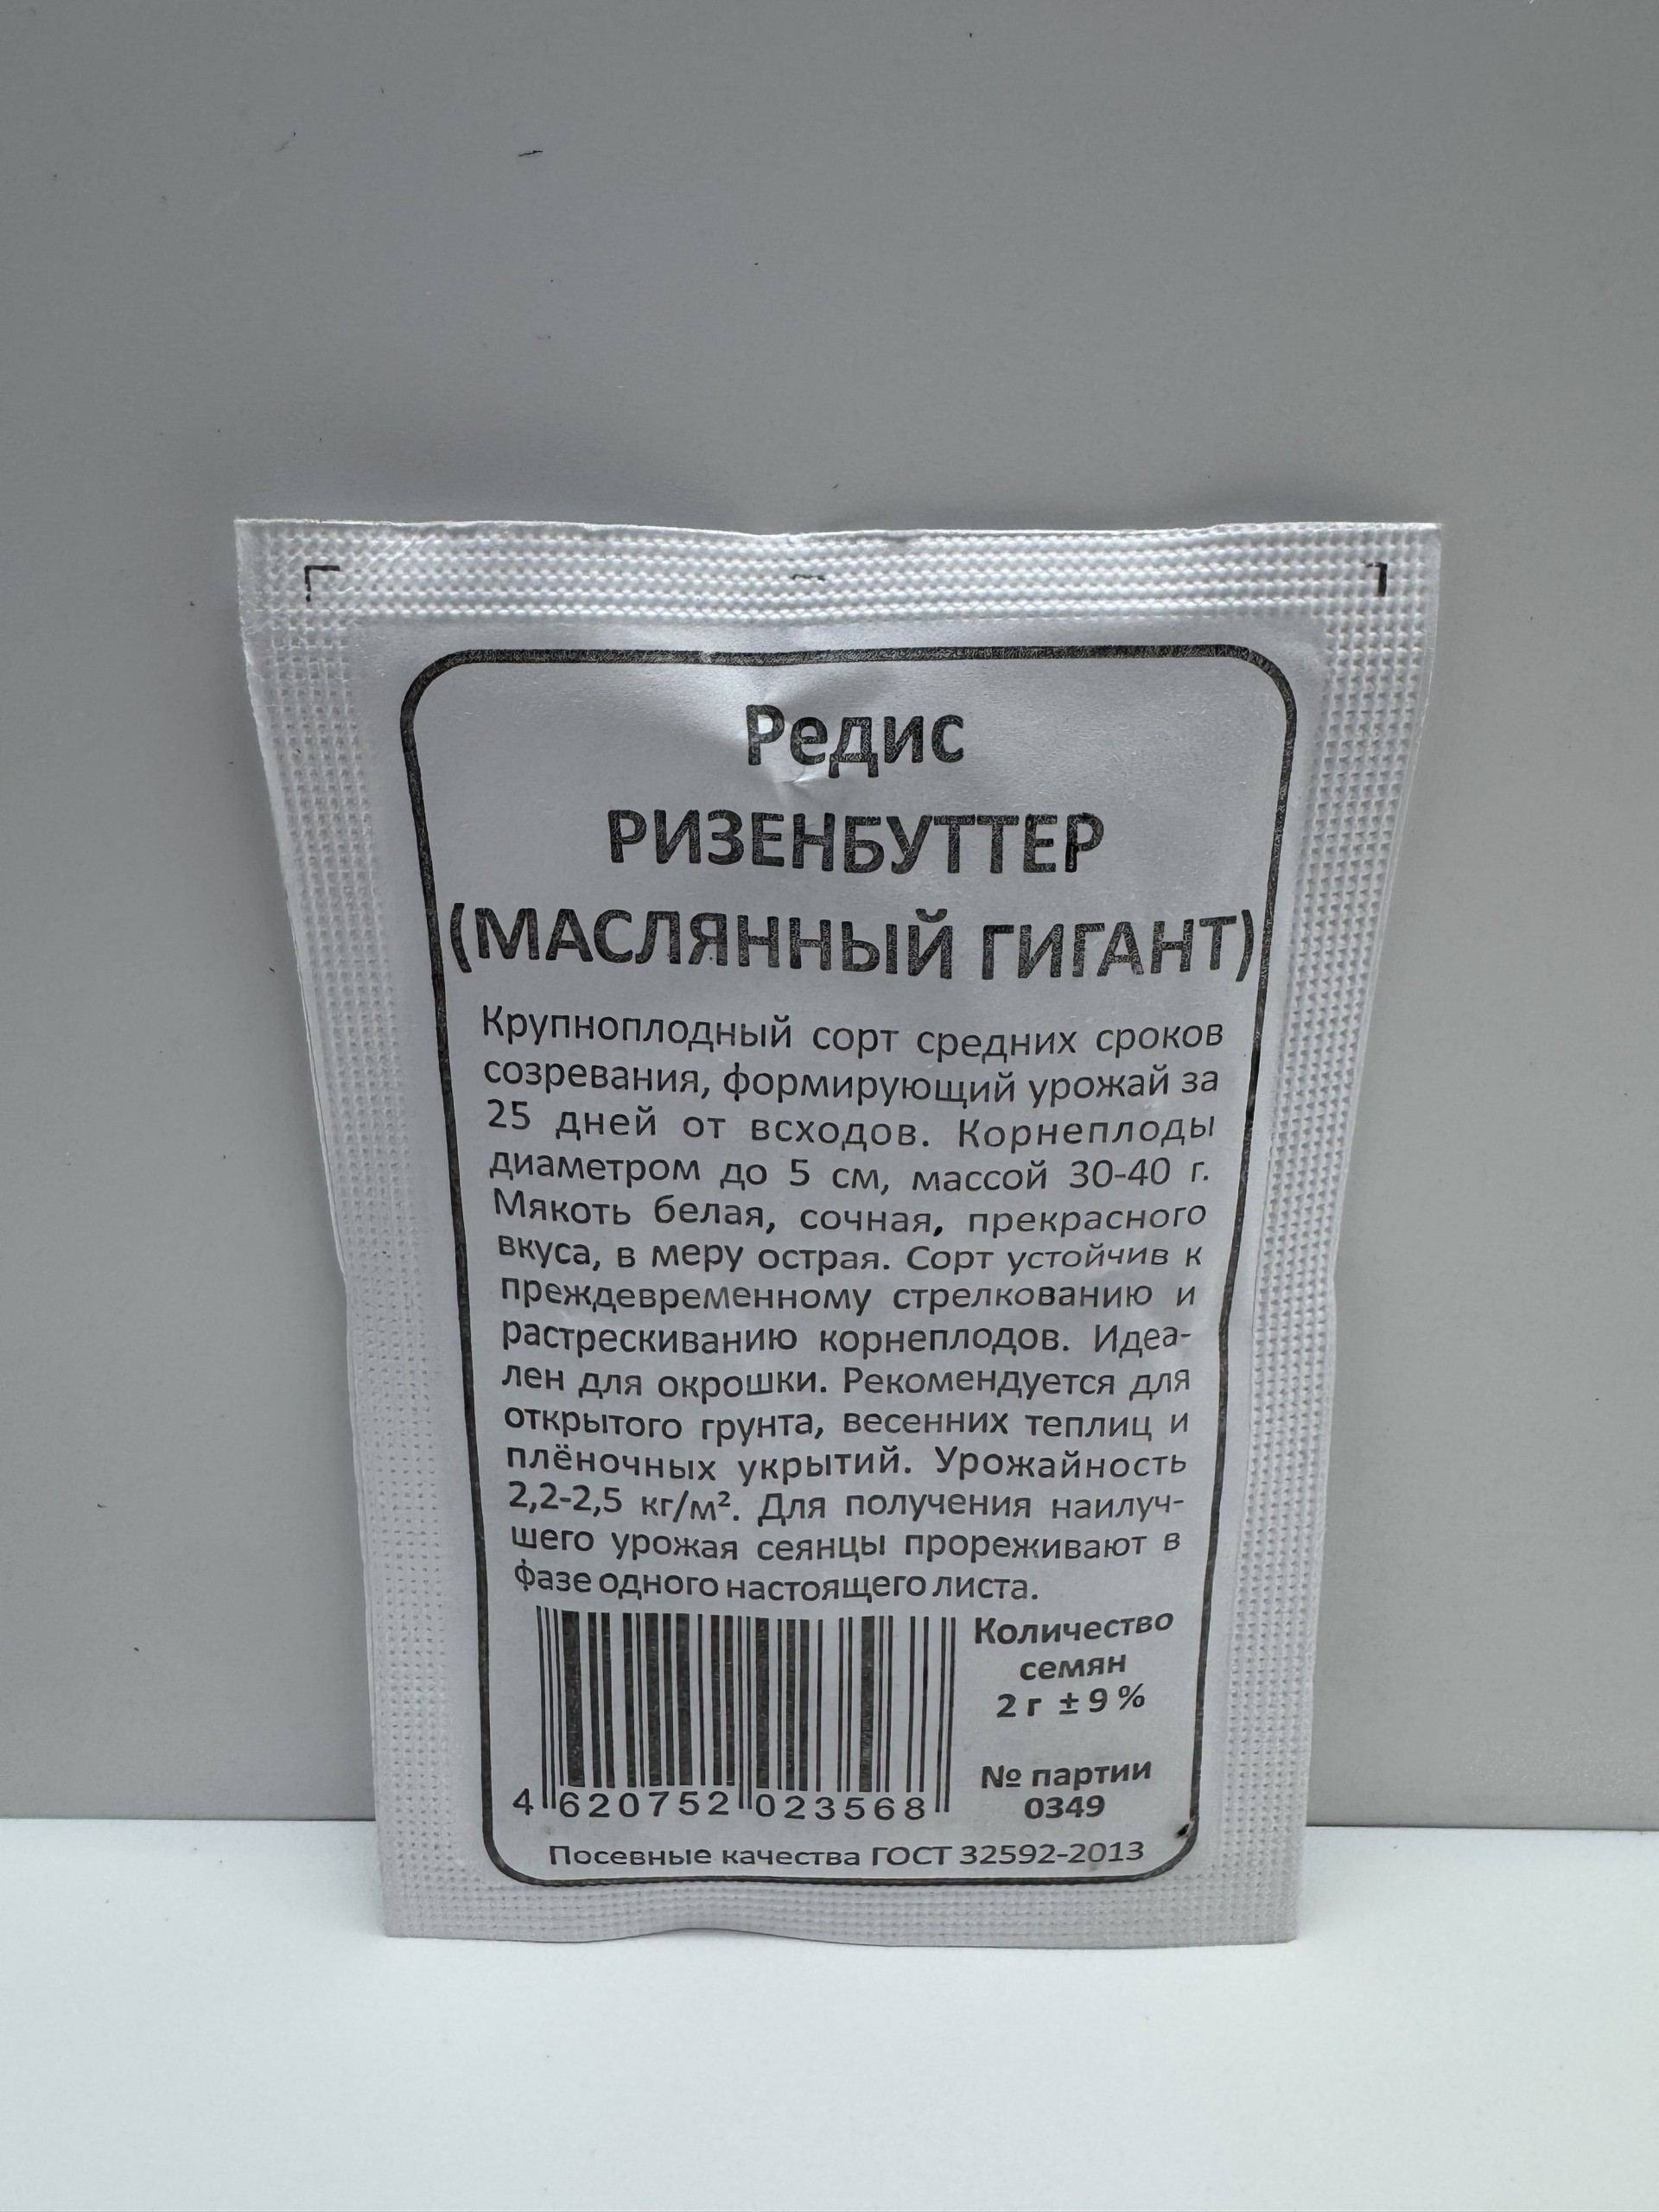 Редис
РИЗЕНБУТТЕР
(МАСЛЯННЫЙ ГИГАНТ)
Крупноплодный сорт средних сроков
созревания, формирующий урожай за
25 дней от всходов. Корнеплоды
диаметром до 5 см, массой 30-40 г.
Мякоть белая, сочная, прекрасного
вкуса, в меру острая. Сорт устойчив к
преждевременному стрелкованию и
растрескиванию корнеплодов. Идеа-
лен для окрошки. Рекомендуется для
открытого грунта, весенних теплиц и
плёночных укрытий. Урожайность
2,2-2,5 кг/м². Для получения наилуч-
шего урожая сеянцы прореживают в
фазе одного настоящего листа.
Количество
семян
2 г ± 9 %
№ партии
0349
4 620752 023568
Посевные качества ГОСТ 32592-2013